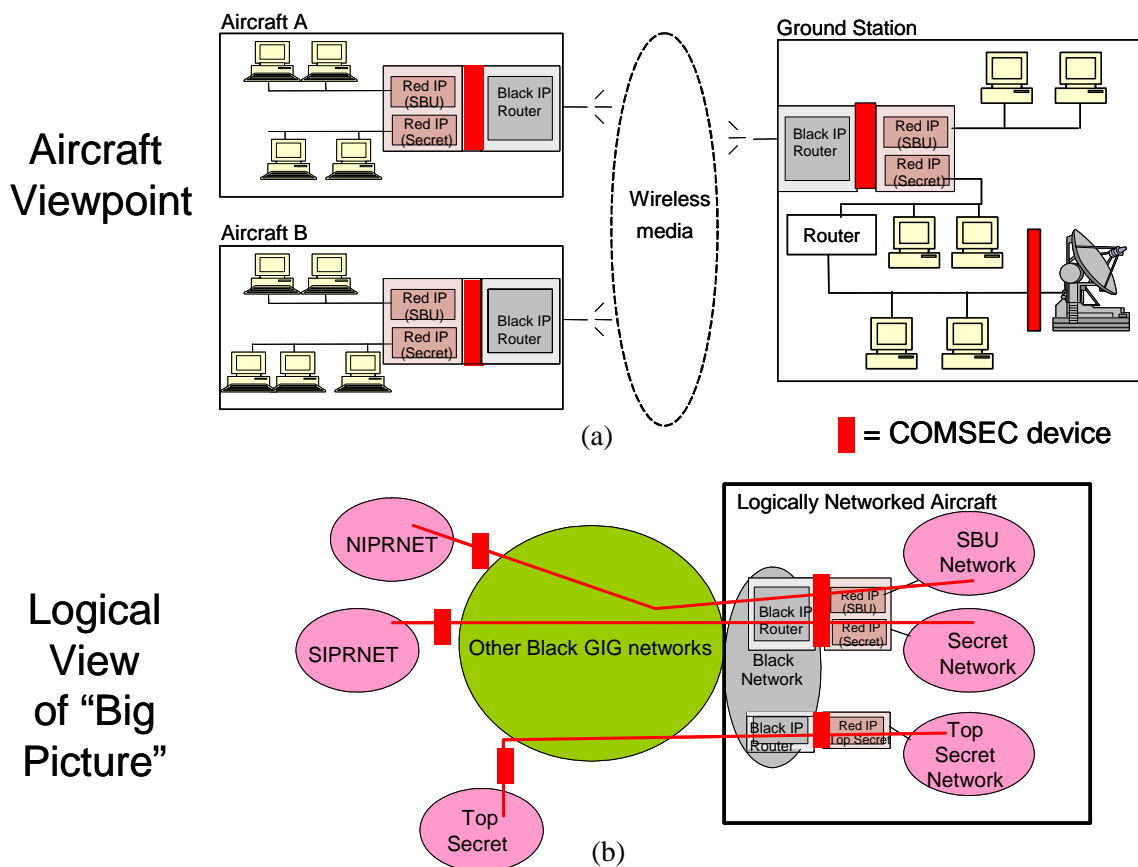 Aircraft
Viewpoint
Aircraft A
Red IP
(SBU)
Red IP
(Secret)
Black IP
Router
Aircraft B
Red IP
(SBU)
Red IP
(Secret)
Black IP
Router
Wireless
media
Ground Station
Black IP
Router
Red IP
(SBU)
Red IP
(Secret)
Router
(a)
= COMSEC device
Logical
View
of “Big
Picture”
NIPRNET
SIPRNET
Top
Secret
Other Black GIG networks
Logically Networked Aircraft
Black IP
Router
Red IP
(SBU)
Red IP
(Secret)
Black
Network
Black IP
Router
Red IP
Top Secret
SBU
Network
Secret
Network
Top
Secret
Network
(b)